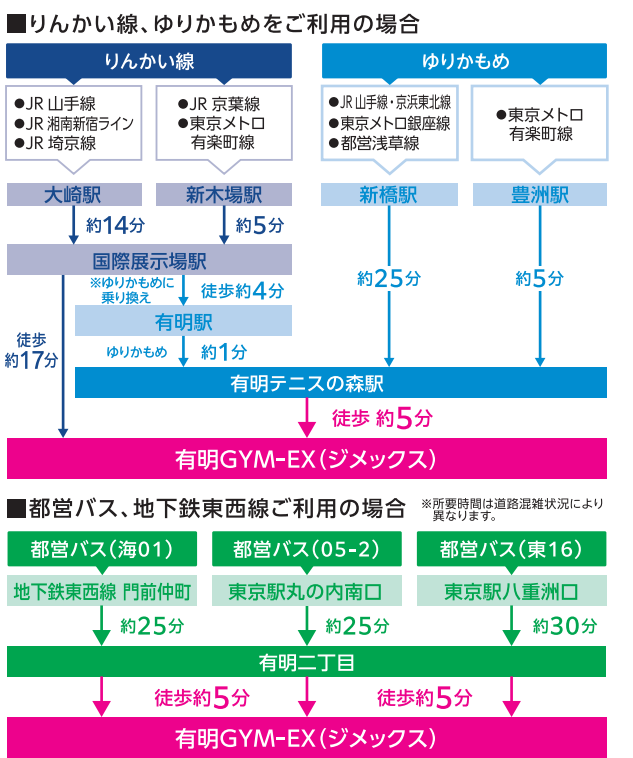 ■りんかい線、ゆりかもめをご利用の場合
りんかい線
ゆりかもめ
●JR 山手線
●JR 湘南新宿ライン
●JR 埼京線
●JR 京葉線
●東京メトロ
有楽町線
●JR 山手線・京浜東北線
●東京メトロ銀座線
●都営浅草線
●東京メトロ
有楽町線
大崎駅
新木場駅
新橋駅
豊洲駅
約14分
約5分
国際展示場駅
約25分
約5分
※ゆりかもめに
乗り換え
徒歩約4分
有明駅
徒歩
約17分
ゆりかもめ
約1分
有明テニスの森駅
徒歩 約5分
有明GYM-EX(ジメックス)
■都営バス、地下鉄東西線ご利用の場合
※所要時間は道路混雑状況により
異なります。
都営バス(海01)
都営バス(05-2)
都営バス(東16)
地下鉄東西線 門前仲町
東京駅丸の内南口
東京駅八重洲口
約25分
約25分
約30分
有明二丁目
徒歩約5分
徒歩約5分
有明GYM-EX(ジメックス)